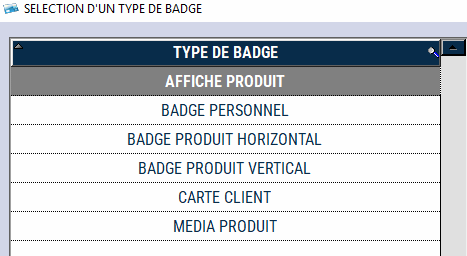 SELECTION D'UN TYPE DE BADGE
TYPE DE BADGE
AFFICHE PRODUIT
BADGE PERSONNEL
BADGE PRODUIT HORIZONTAL
BADGE PRODUIT VERTICAL
CARTE CLIENT
MEDIA PRODUIT